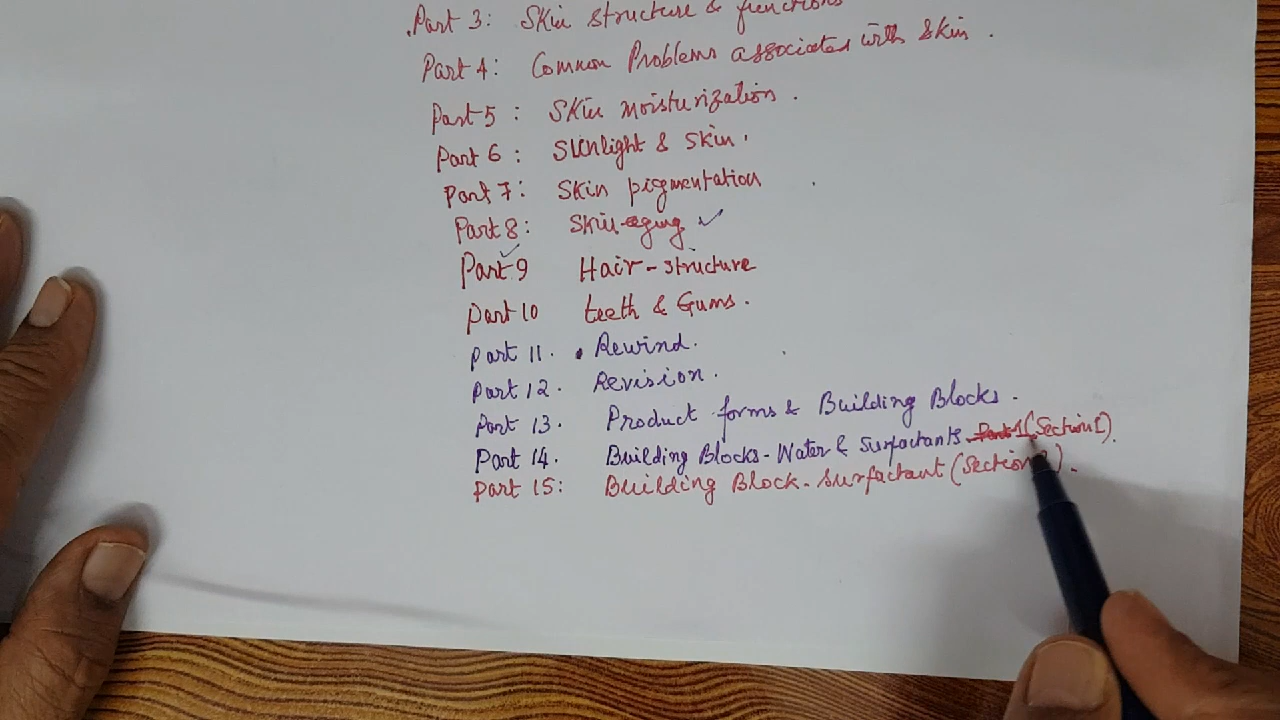 Part 3: Skin structure & functions
Part 4: Common Problems associated with Skin.
Part 5: Skin moisturization.
Part 6: Sunlight & Skin.
Part 7: Skin pigmentation.
Part 8: Skin-aging ✓
Part 9 Hair-structure
Part 10 teeth & Gums.
Part 11. Rewind.
Part 12. Revision.
Part 13. Product forms & Building Blocks.
Part 14. Building Blocks-Water & Surfactants (Section 1).
Part 15: Building Block-Surfactant (Section ).